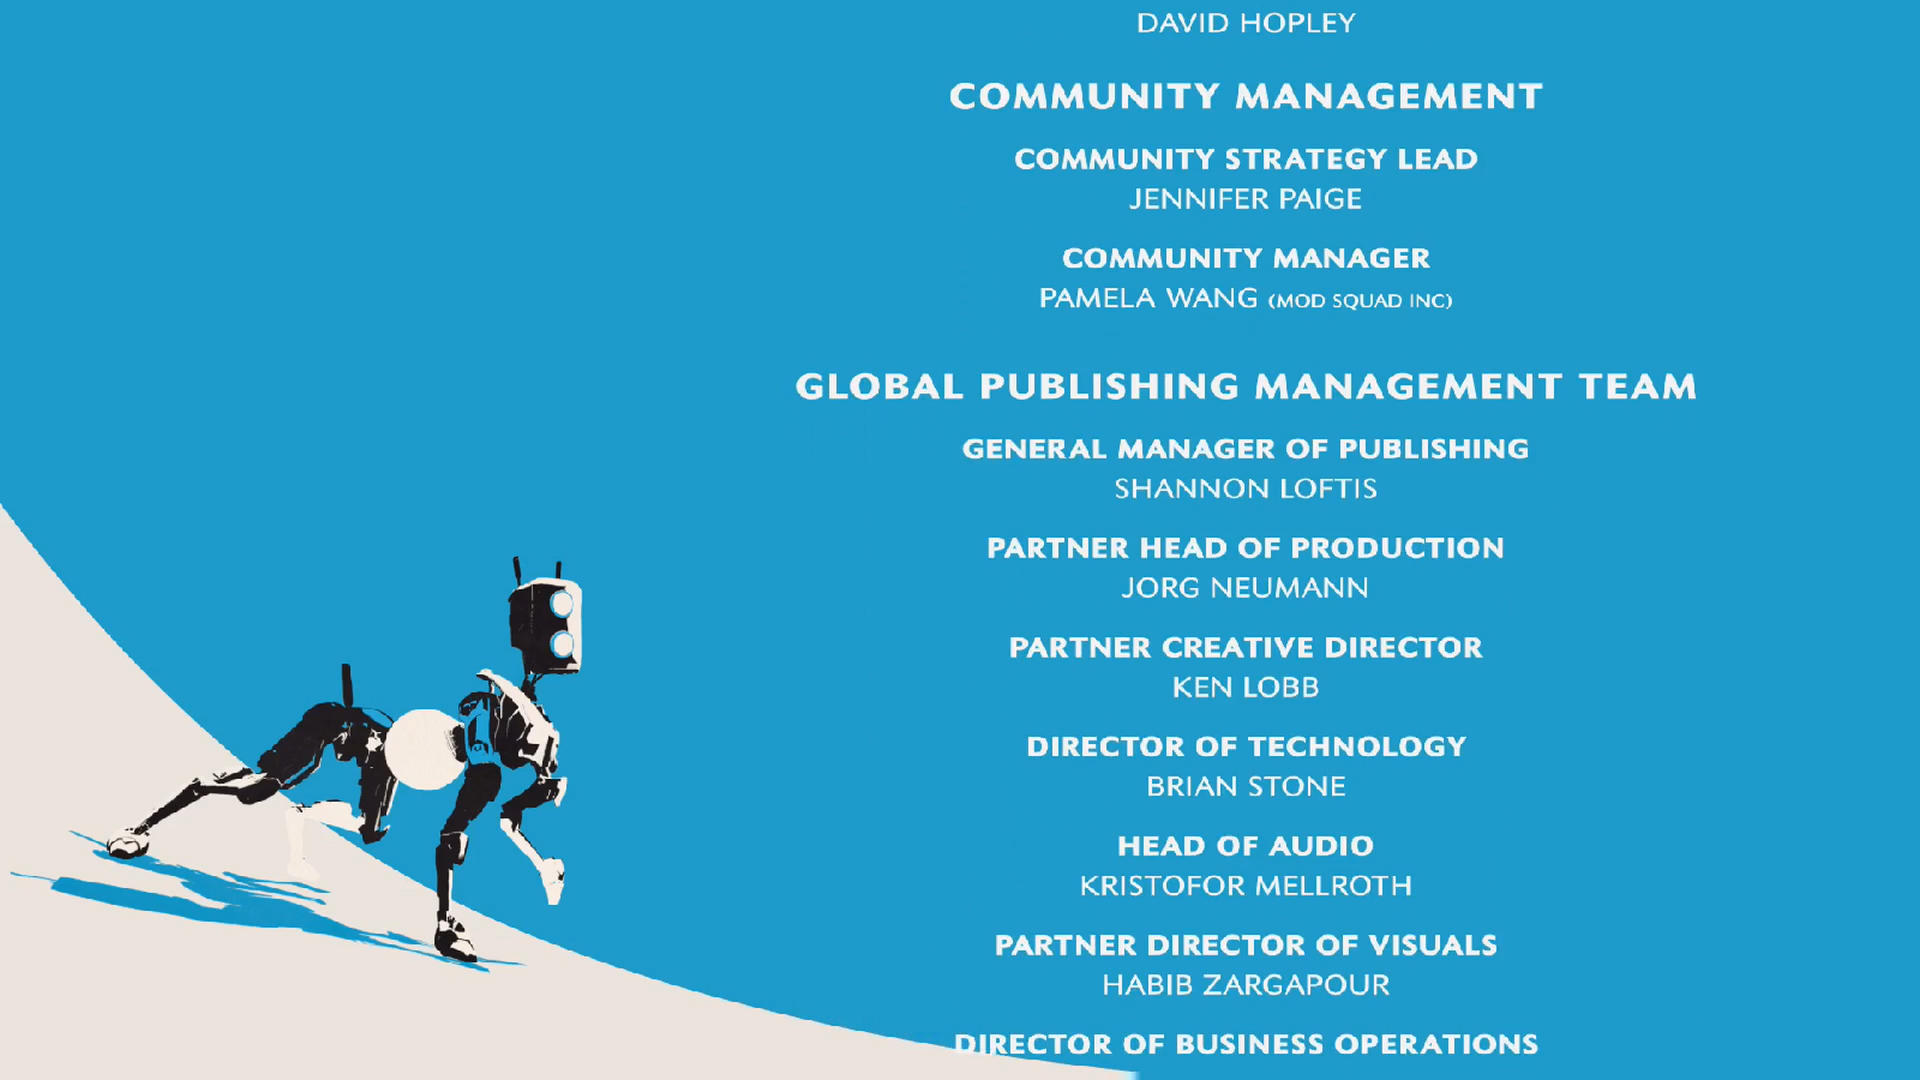 DAVID HOPLEY
COMMUNITY MANAGEMENT
COMMUNITY STRATEGY LEAD
JENNIFER PAIGE
COMMUNITY MANAGER
PAMELA WANG (MOD SQUAD INC)
GLOBAL PUBLISHING MANAGEMENT TEAM
GENERAL MANAGER OF PUBLISHING
SHANNON LOFTIS
PARTNER HEAD OF PRODUCTION
JORG NEUMANN
PARTNER CREATIVE DIRECTOR
KEN LOBB
DIRECTOR OF TECHNOLOGY
BRIAN STONE
HEAD OF AUDIO
KRISTOFOR MELLROTH
PARTNER DIRECTOR OF VISUALS
HABIB ZARGAPOUR
DIRECTOR OF BUSINESS OPERATIONS